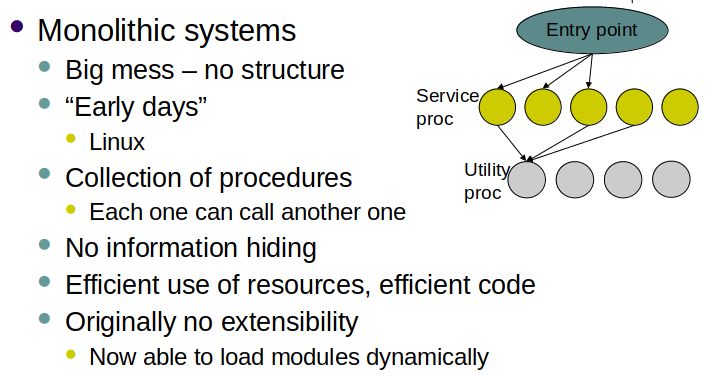 Monolithic systems
Big mess – no structure
“Early days”
Linux
Collection of procedures
Each one can call another one
No information hiding
Efficient use of resources, efficient code
Originally no extensibility
Now able to load modules dynamically
Entry point
Service
proc
Utility
proc